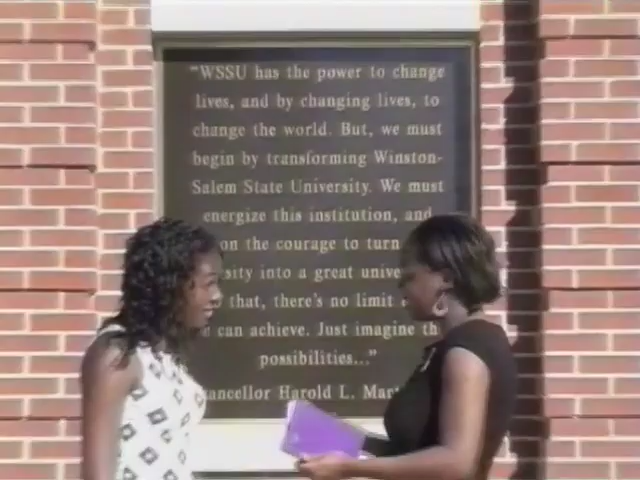 "WSSU has the power to change
lives, and by changing lives, to
change the world. But, we must
begin by transforming Winston-
Salem State University. We must
energize this institution, and
on the courage to turn
sity into a great unive
that, there's no limit
can achieve. Just imagine th
possibilities..."
ancellor Harold L. Mar